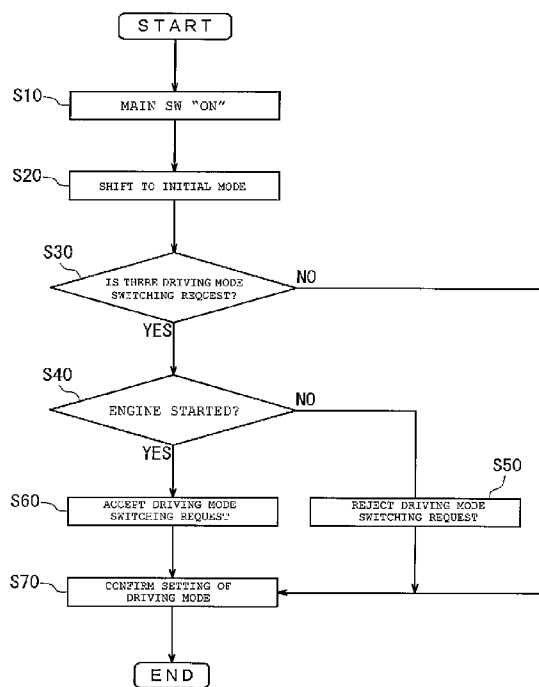 START
S10
MAIN SW "ON"
S20
SHIFT TO INITIAL MODE
S30
IS THERE DRIVING MODE
SWITCHING REQUEST?
NO
YES
S40
ENGINE STARTED?
NO
YES
S50
S60
ACCEPT DRIVING MODE
SWITCHING REQUEST
REJECT DRIVING MODE
SWITCHING REQUEST
S70
CONFIRM SETTING OF
DRIVING MODE
END